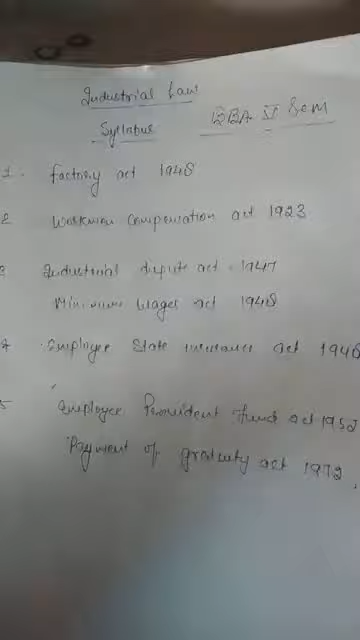 Industrial Law
BBA V Sem
Syllabus
1. Factory act 1948
2 Workmen Compensation act 1923
3 Industrial dispute act 1947
Minimum Wages act 1948
4 Employee State insurance act 1948
5 Employee Provident Fund act 1952
Payment of gratuity act 1972.